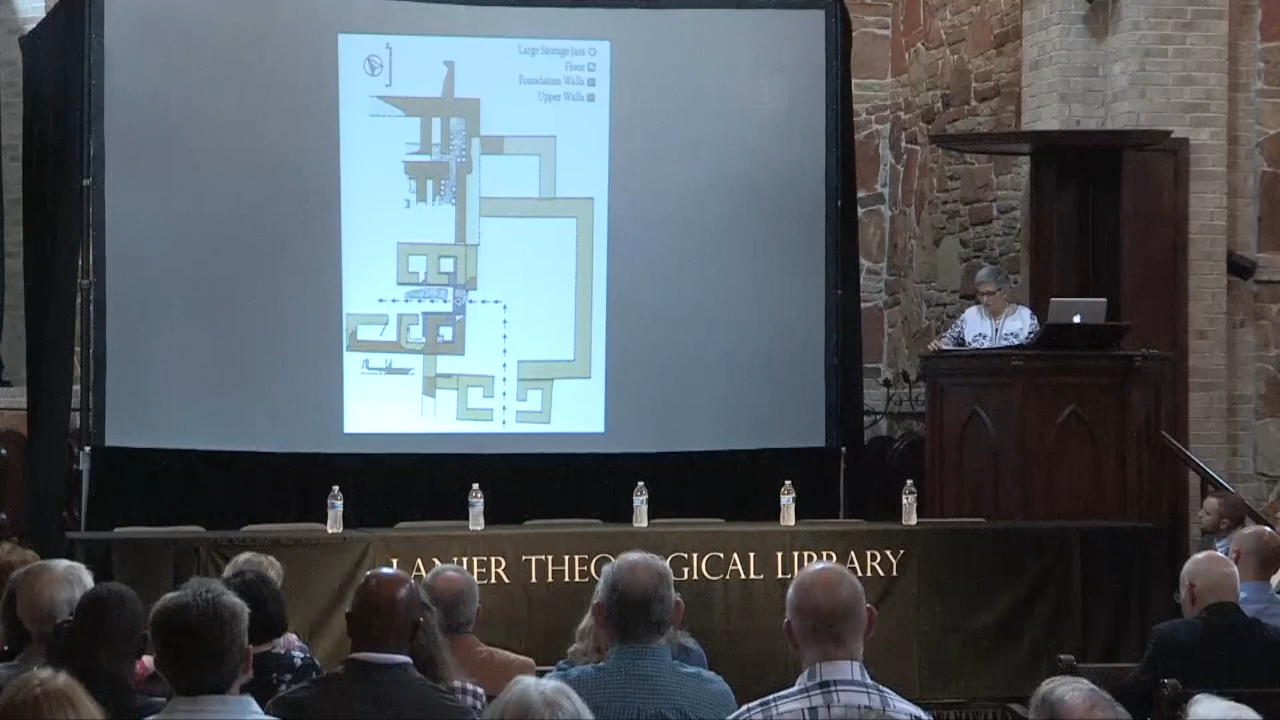 Large Storage Jars
Floor
Foundation Walls
Upper Walls
LANIER THEOLOGICAL LIBRARY